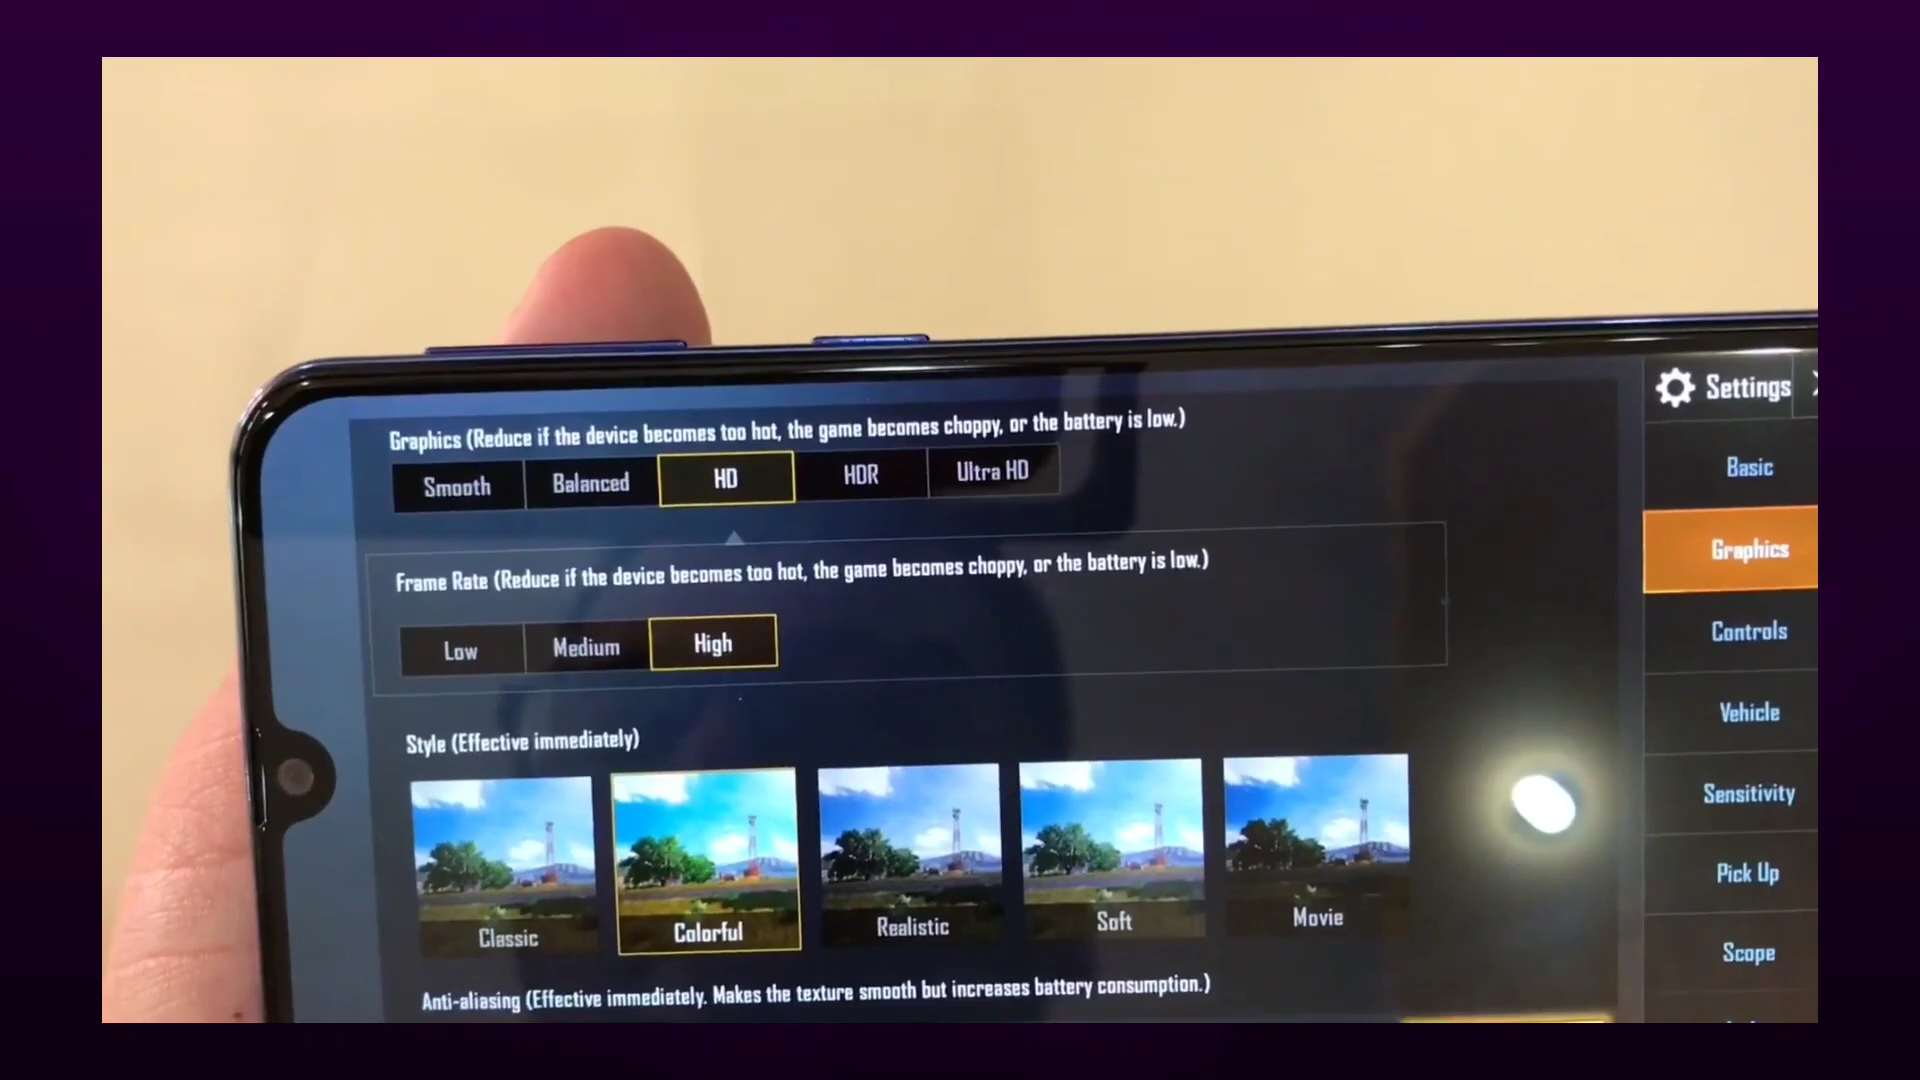 Graphics (Reduce if the device becomes too hot, the game becomes choppy, or the battery is low.)
Smooth Balanced HD HDR Ultra HD
Frame Rate (Reduce if the device becomes too hot, the game becomes choppy, or the battery is low.)
Low Medium High
Style (Effective immediately)
Classic Colorful Realistic Soft Movie
Anti-aliasing (Effective immediately. Makes the texture smooth but increases battery consumption.)
Settings
Basic
Graphics
Controls
Vehicle
Sensitivity
Pick Up
Scope